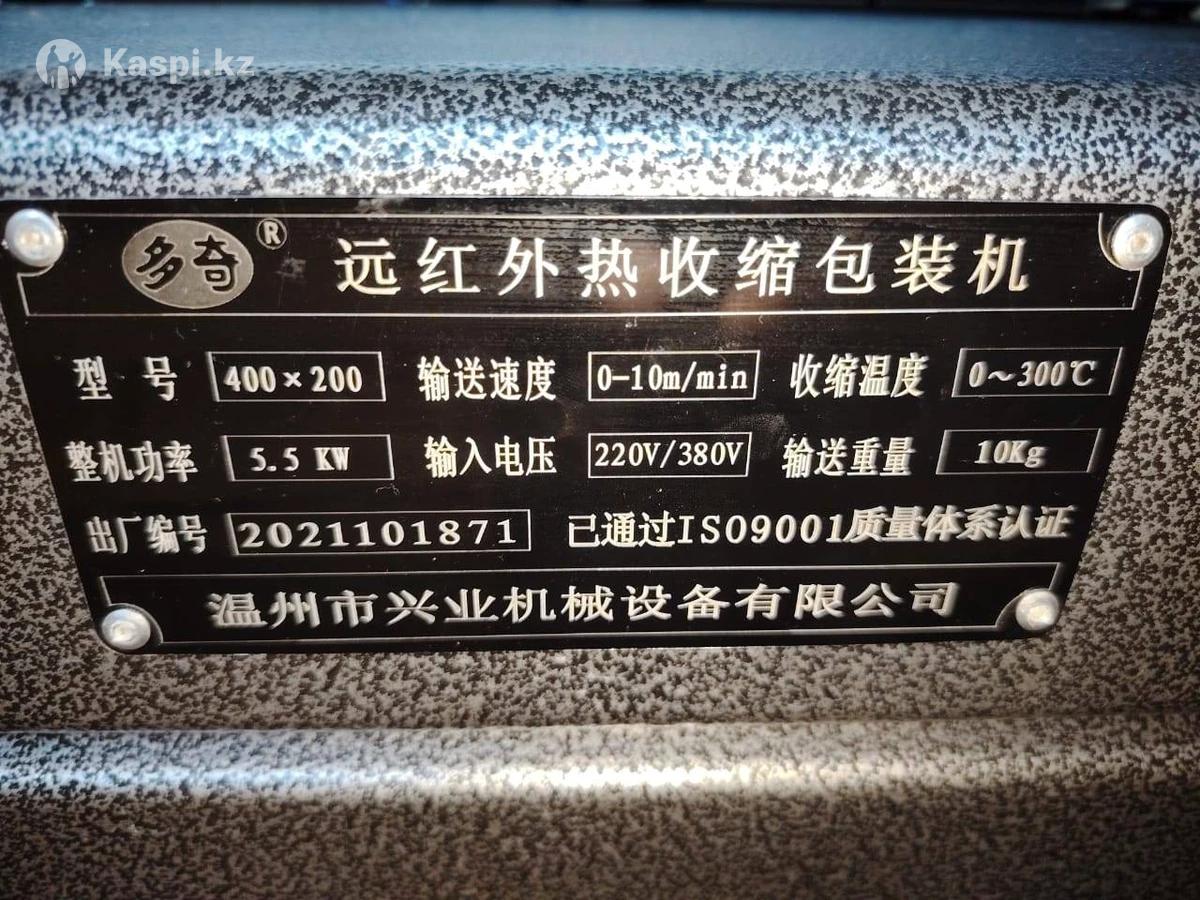 Kaspi.kz
多奇® 远红外热收缩包装机
型号 400×200 输送速度 0-10m/min 收缩温度 0～300℃
整机功率 5.5 KW 输入电压 220V/380V 输送重量 10Kg
出厂编号 2021101871 已通过ISO9001质量体系认证
温州市兴业机械设备有限公司